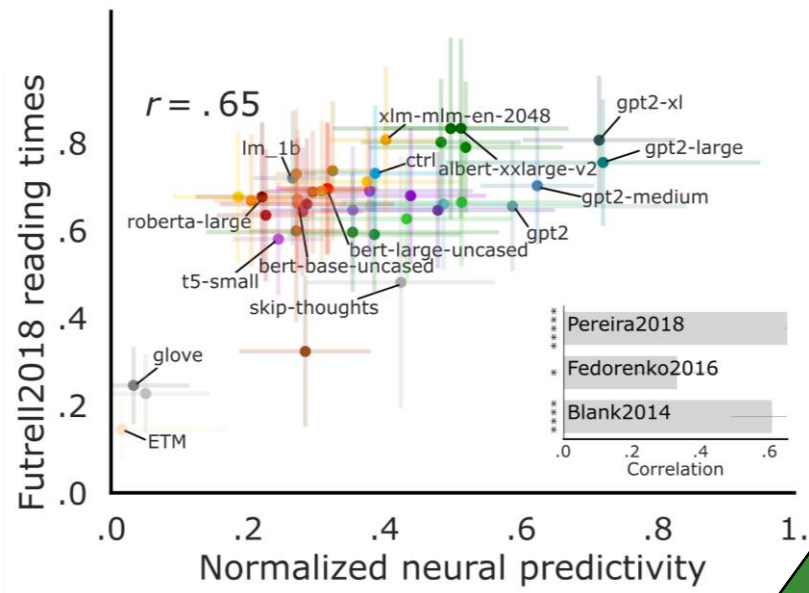 Futrell2018 reading times
.8
.6
.4
.2
.0
r = .65
xlm-mlm-en-2048
gpt2-xl
lm_1b
ctrl
albert-xxlarge-v2
gpt2-large
gpt2-medium
roberta-large
gpt2
bert-large-uncased
bert-base-uncased
t5-small
skip-thoughts
glove
ETM
****
Pereira2018
*
Fedorenko2016
****
Blank2014
.0 .2 .4 .6
Correlation
.0 .2 .4 .6 .8 1.
Normalized neural predictivity